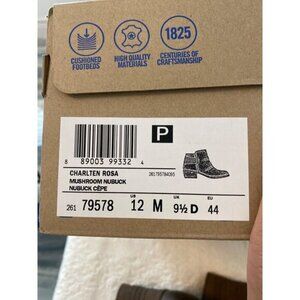 CUSHIONED
FOOTBEDS
HIGH QUALITY
MATERIALS
1825
CENTURIES OF
CRAFTSMANSHIP
P
8 89003 99332 4
CHARLTEN ROSA
MUSHROOM NUBUCK
NUBUCK CÈPE
261795784095
US UK EU
261 79578 12 M 9½ D 44